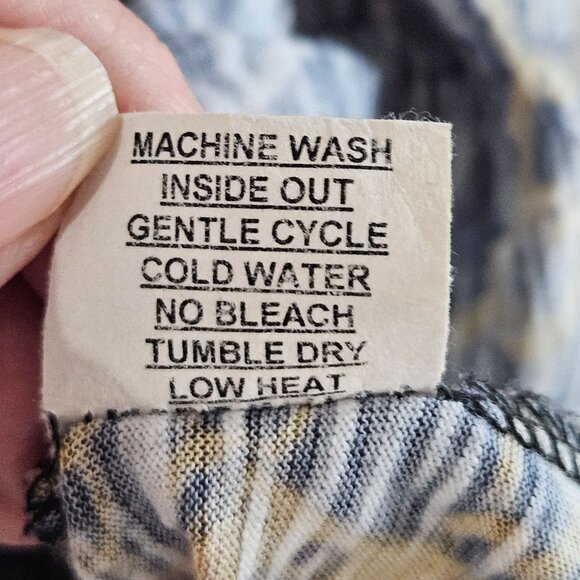 MACHINE WASH
INSIDE OUT
GENTLE CYCLE
COLD WATER
NO BLEACH
TUMBLE DRY
LOW HEAT